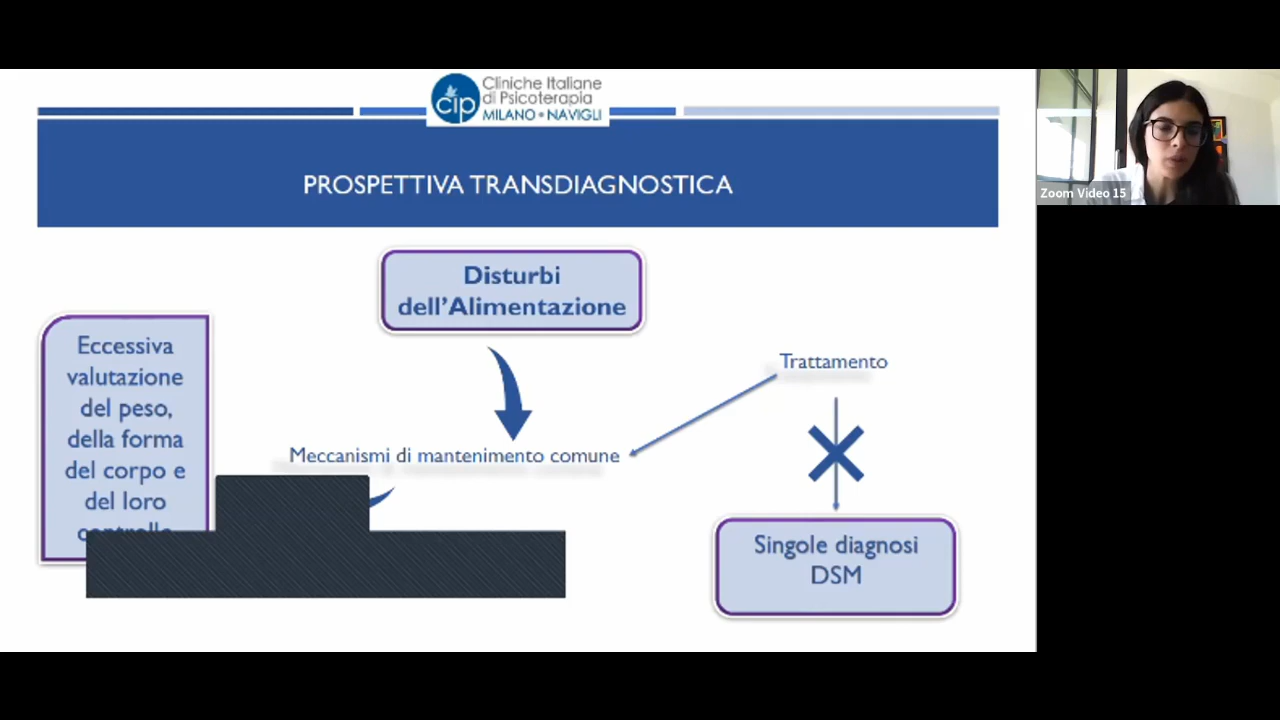 cip
Cliniche Italiane
di Psicoterapia
MILANO • NAVIGLI
PROSPETTIVA TRANSDIAGNOSTICA
Disturbi
dell'Alimentazione
Eccessiva
valutazione
del peso,
della forma
del corpo e
del loro
Trattamento
Meccanismi di mantenimento comune
Singole diagnosi
DSM
Zoom Video 15